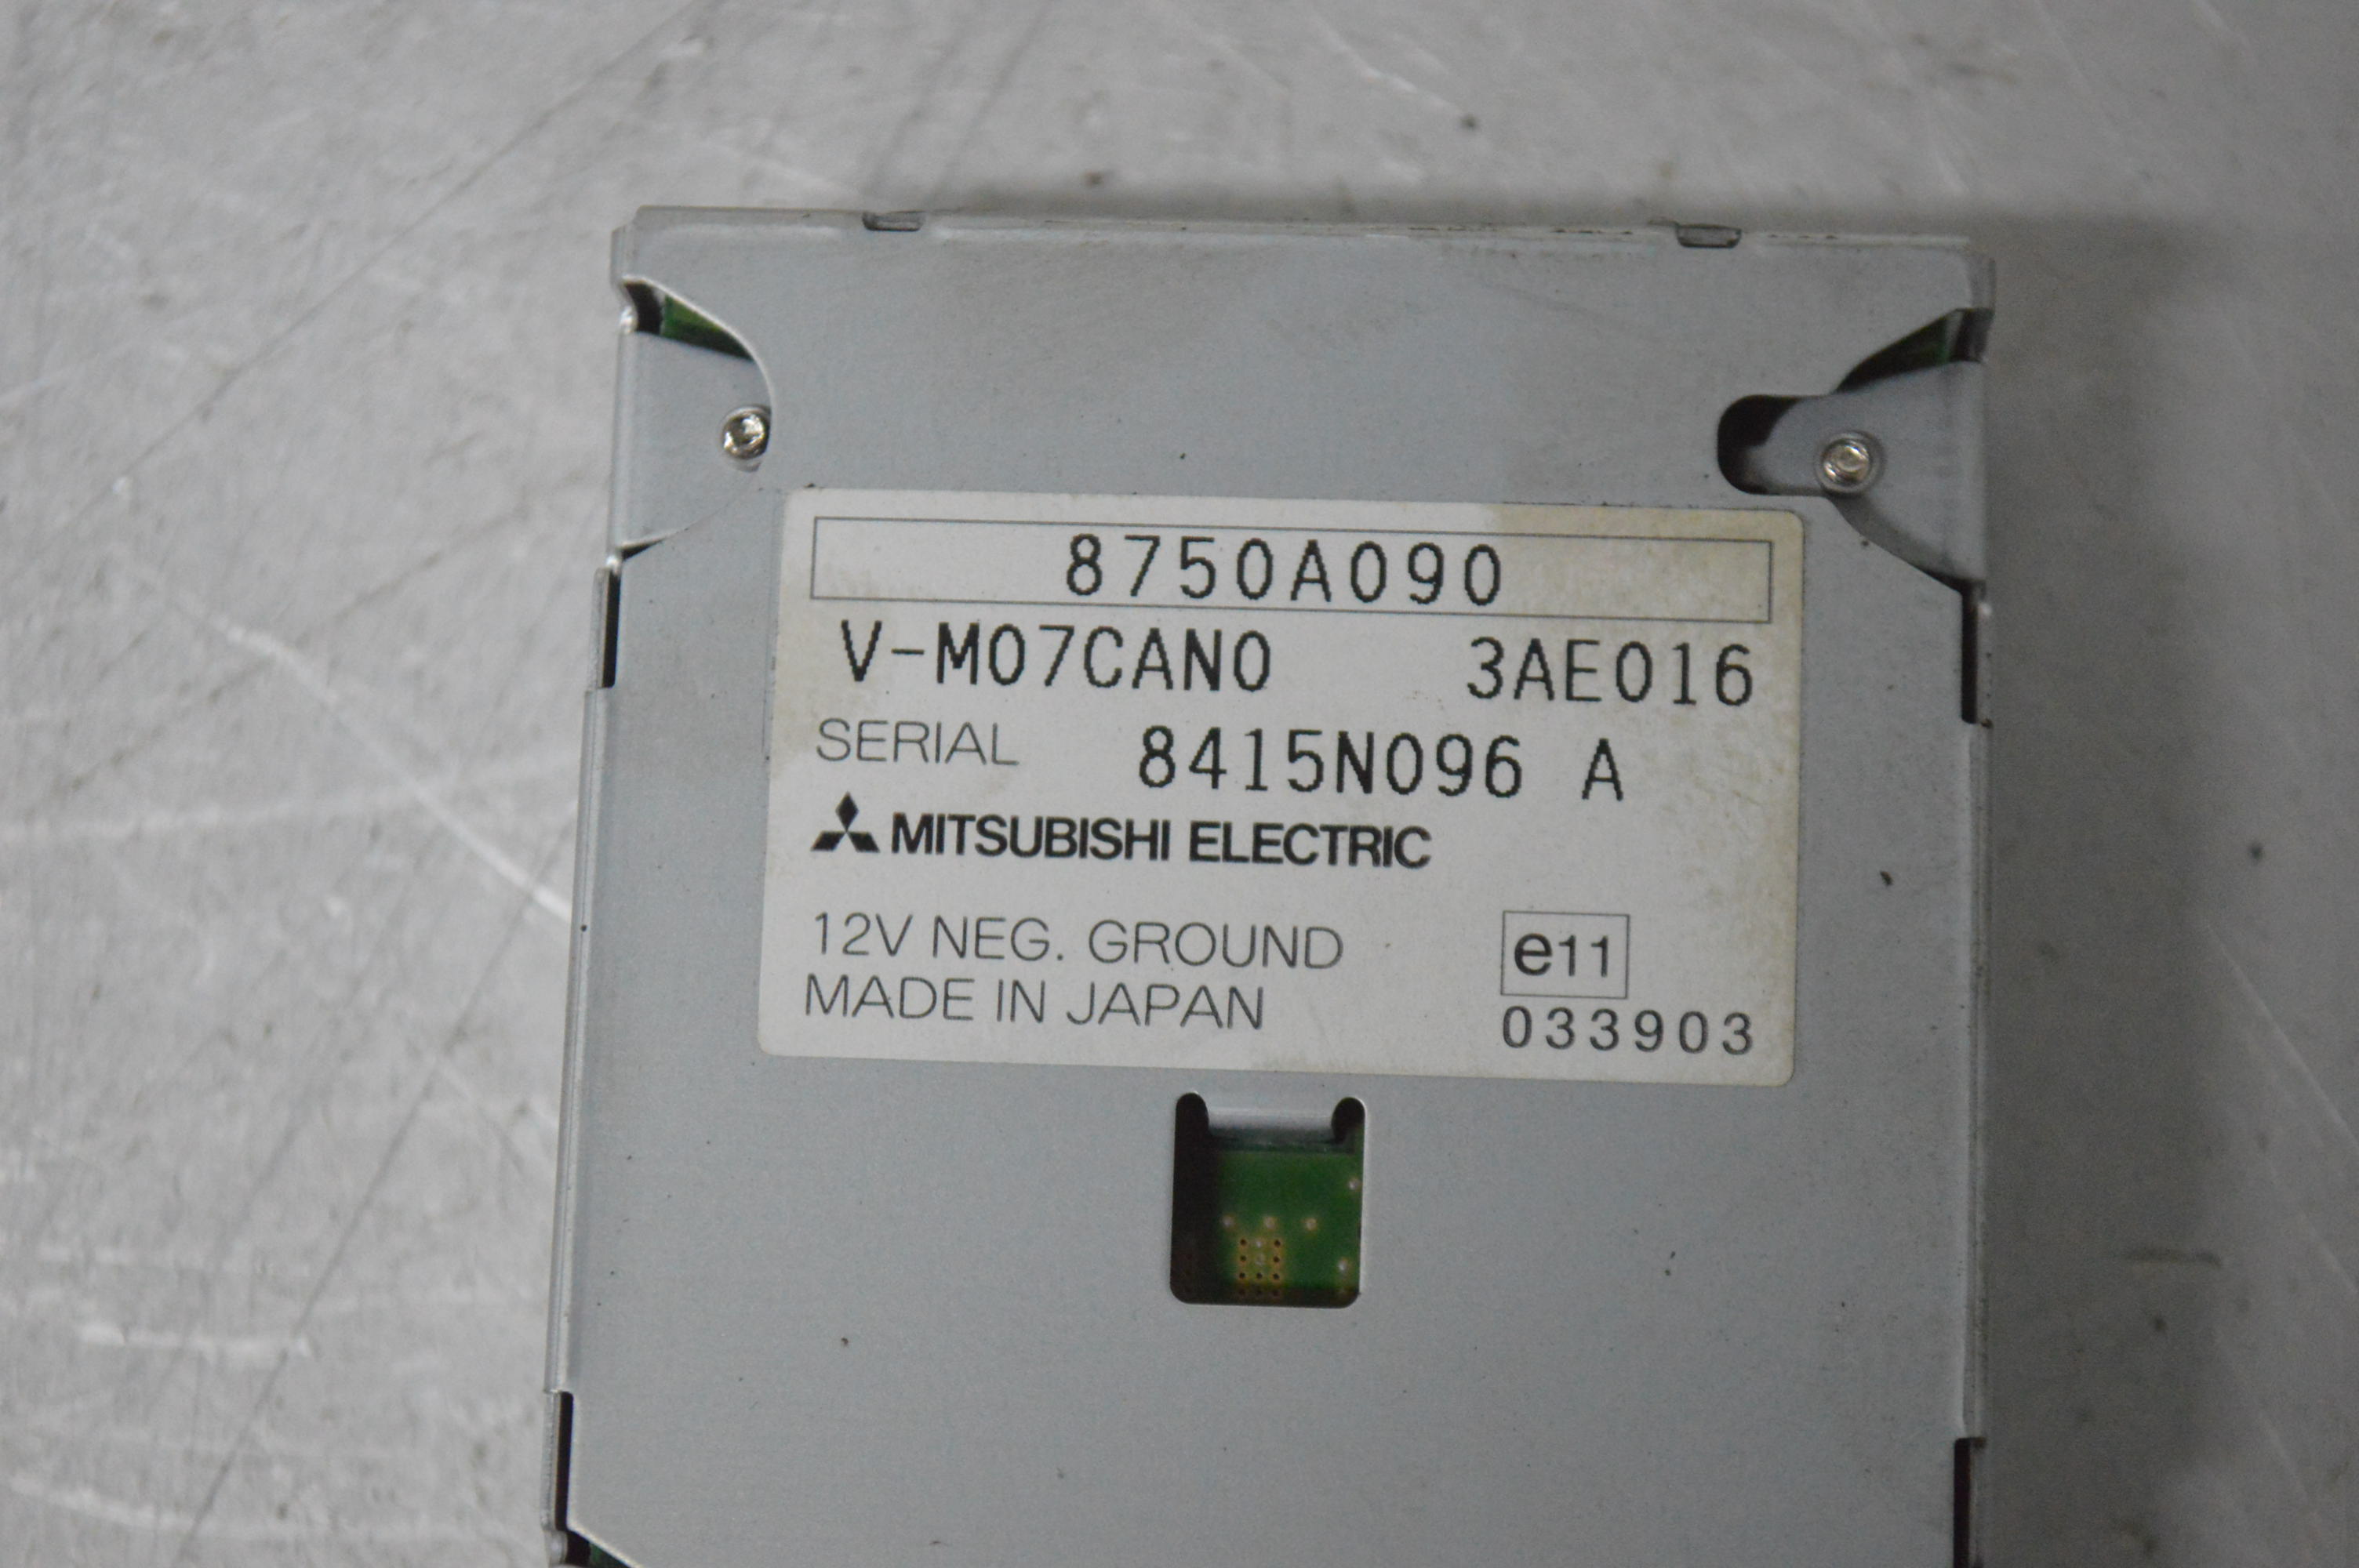 8750A090
V-M07CAN0 3AE016
SERIAL 8415N096 A
MITSUBISHI ELECTRIC
12V NEG. GROUND
MADE IN JAPAN
e11
033903